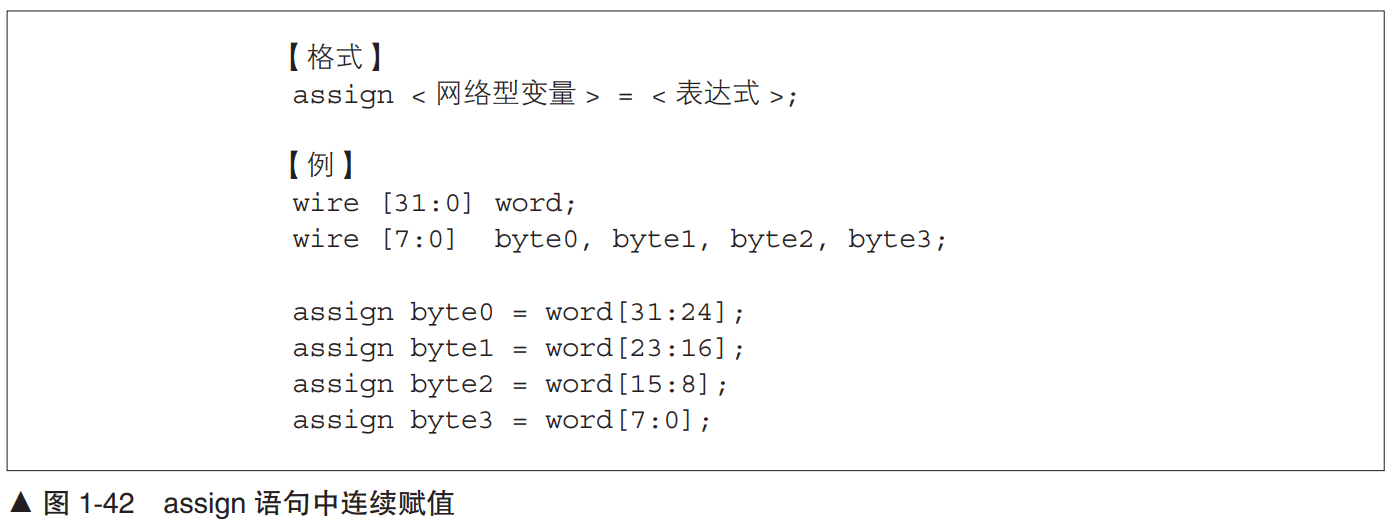 【格式】
assign <网络型变量> = <表达式>;
【例】
wire [31:0] word;
wire [7:0]  byte0, byte1, byte2, byte3;
assign byte0 = word[31:24];
assign byte1 = word[23:16];
assign byte2 = word[15:8];
assign byte3 = word[7:0];
▲ 图 1-42  assign 语句中连续赋值